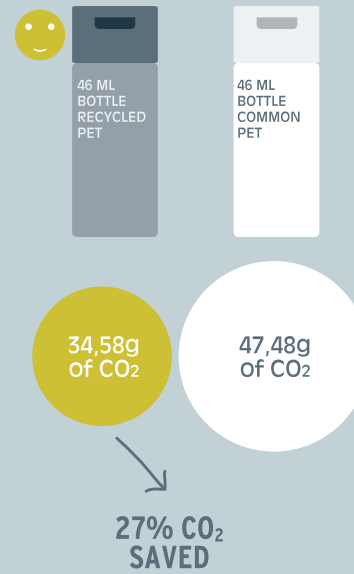 46 ML
BOTTLE
RECYCLED
PET
46 ML
BOTTLE
COMMON
PET
34,58g
of CO2
47,48g
of CO2
27% CO2
SAVED